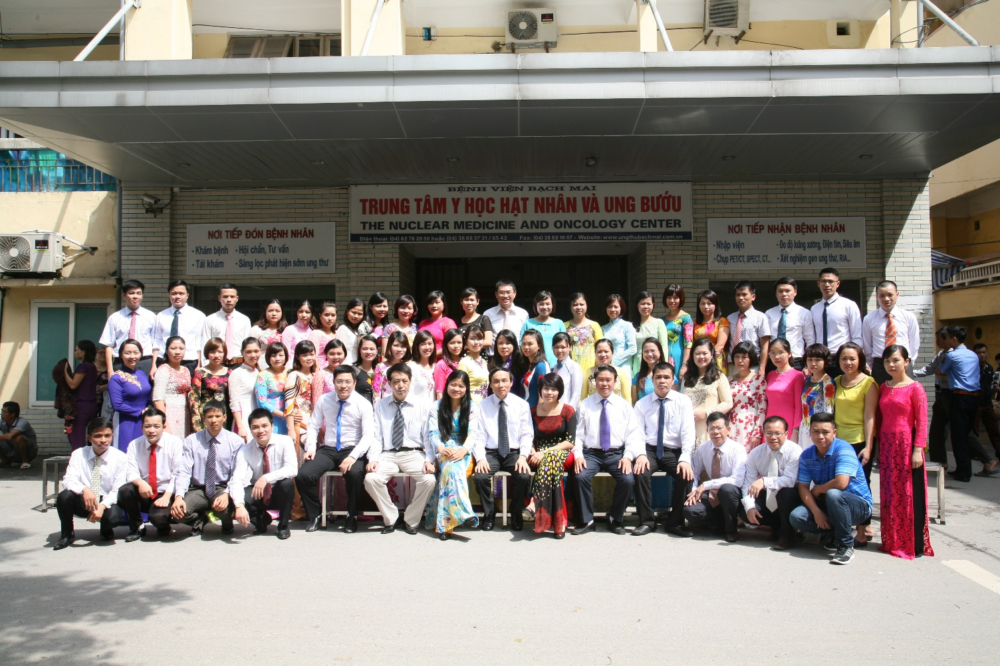 BỆNH VIỆN BẠCH MAI
TRUNG TÂM Y HỌC HẠT NHÂN VÀ UNG BƯỚU
THE NUCLEAR MEDICINE AND ONCOLOGY CENTER
Điện thoại: (04) 62 78 20 50 hoặc (04) 38 69 37 31 / 65 42 Fax: (04) 38 69 16 07 - Website: www.ungthubachmai.com.vn
NƠI TIẾP ĐÓN BỆNH NHÂN
- Khám bệnh - Hội chẩn, Tư vấn
- Tái khám - Sàng lọc phát hiện sớm ung thư
NƠI TIẾP NHẬN BỆNH NHÂN
- Nhập viện - Đo độ loãng xương, Điện tim, Siêu âm
- Chụp PET/CT, SPECT, CT... - Xét nghiệm gen ung thư, RIA...